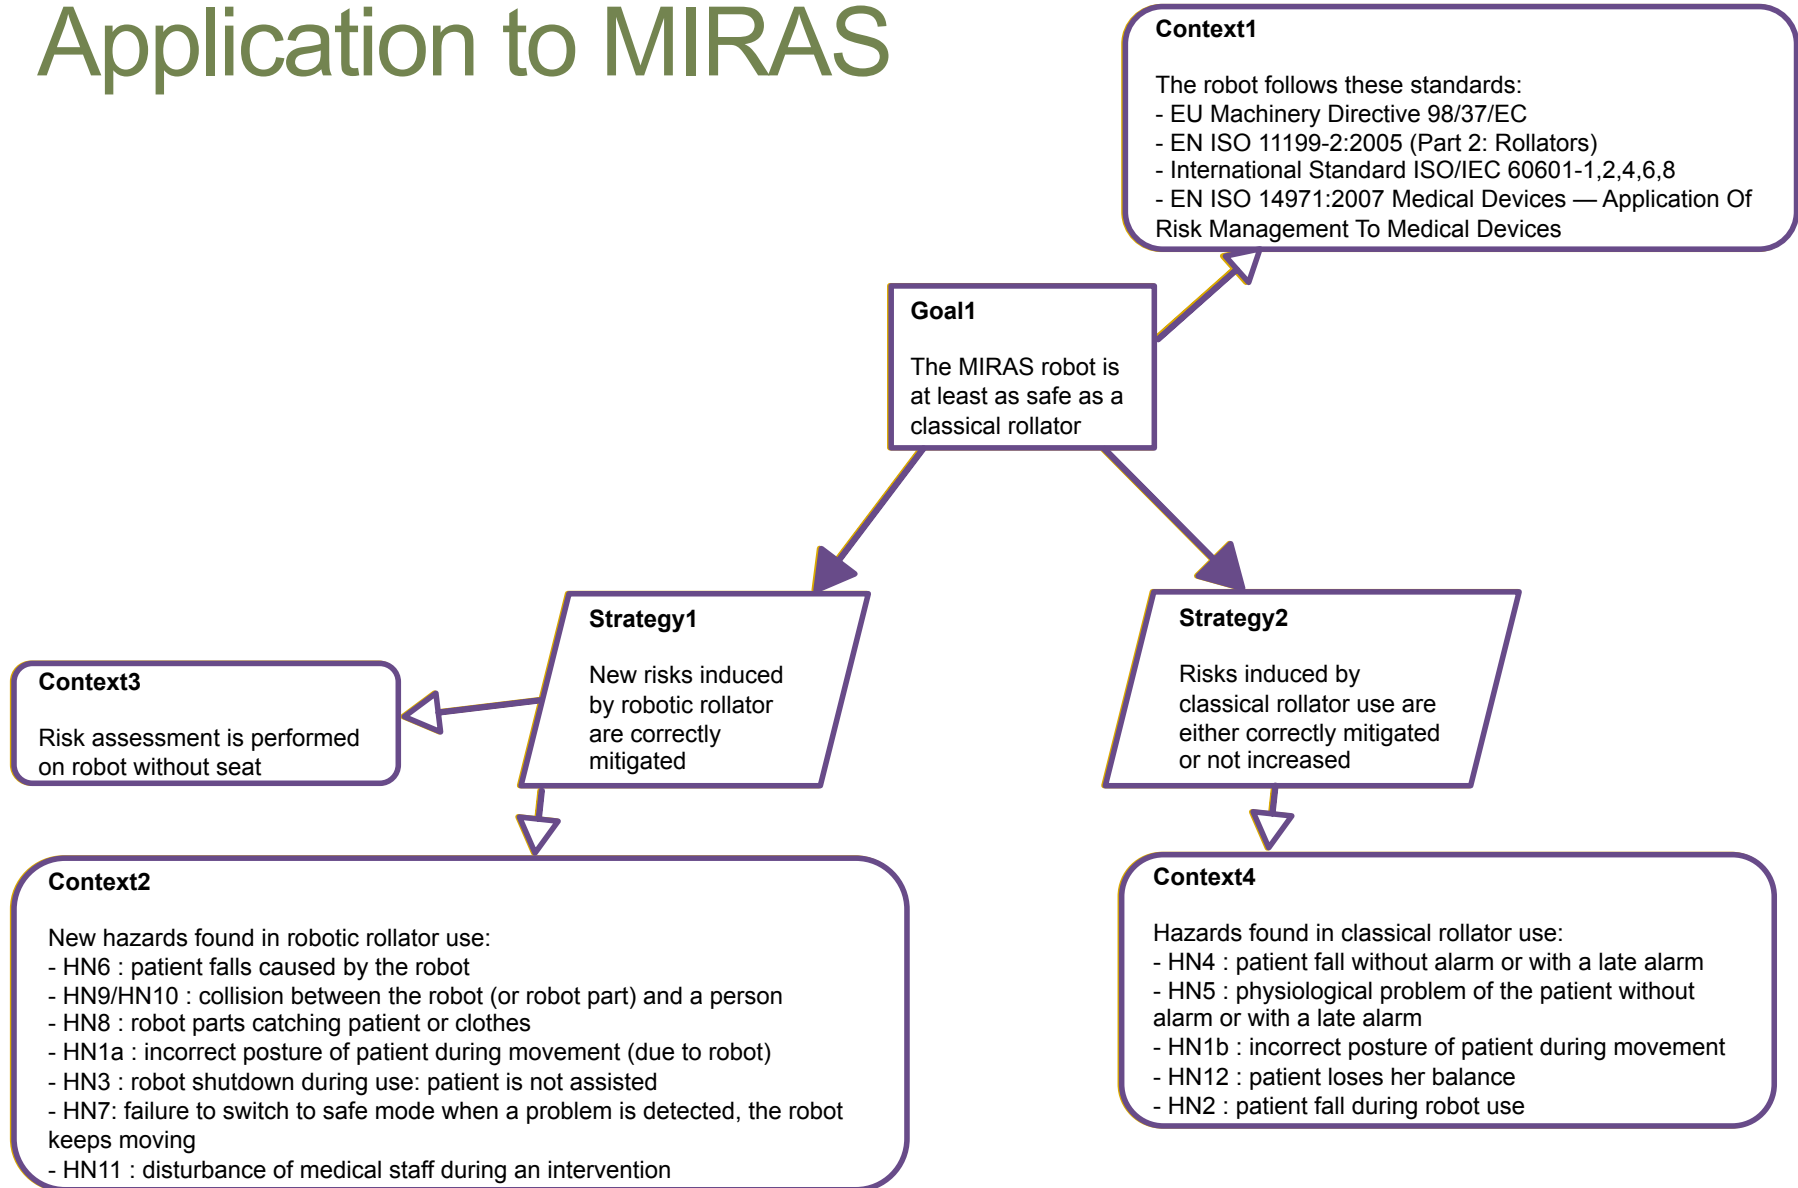 Application to MIRAS
Context1
The robot follows these standards:
- EU Machinery Directive 98/37/EC
- EN ISO 11199-2:2005 (Part 2: Rollators)
- International Standard ISO/IEC 60601-1,2,4,6,8
- EN ISO 14971:2007 Medical Devices — Application Of
Risk Management To Medical Devices
Goal1
The MIRAS robot is
at least as safe as a
classical rollator
Strategy1
New risks induced
by robotic rollator
are correctly
mitigated
Strategy2
Risks induced by
classical rollator use are
either correctly mitigated
or not increased
Context3
Risk assessment is performed
on robot without seat
Context2
New hazards found in robotic rollator use:
- HN6 : patient falls caused by the robot
- HN9/HN10 : collision between the robot (or robot part) and a person
- HN8 : robot parts catching patient or clothes
- HN1a : incorrect posture of patient during movement (due to robot)
- HN3 : robot shutdown during use: patient is not assisted
- HN7: failure to switch to safe mode when a problem is detected, the robot
keeps moving
- HN11 : disturbance of medical staff during an intervention
Context4
Hazards found in classical rollator use:
- HN4 : patient fall without alarm or with a late alarm
- HN5 : physiological problem of the patient without
alarm or with a late alarm
- HN1b : incorrect posture of patient during movement
- HN12 : patient loses her balance
- HN2 : patient fall during robot use